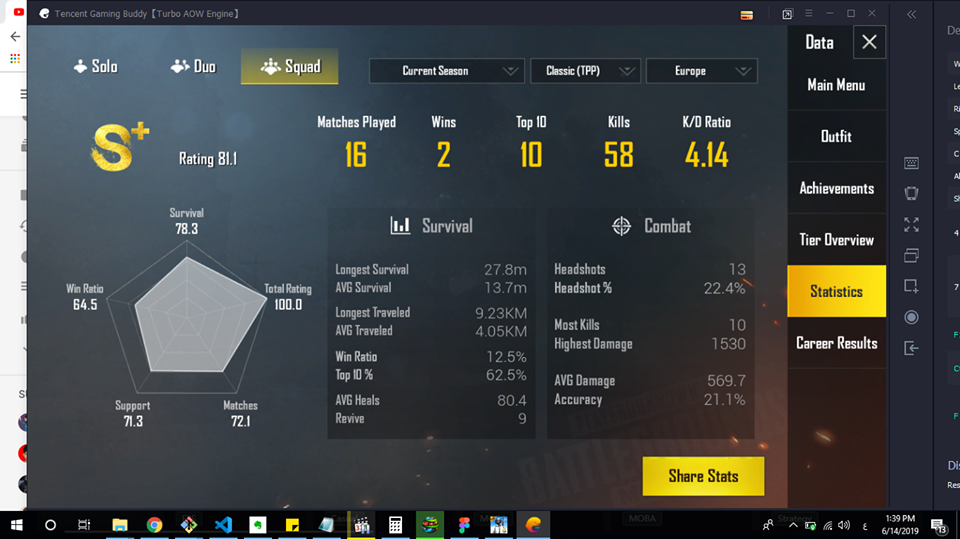 Tencent Gaming Buddy【Turbo AOW Engine】
Solo
Duo
Squad
Current Season
Classic (TPP)
Europe
Data
Main Menu
Outfit
Achievements
Tier Overview
Statistics
Career Results
S+
Rating 81.1
Matches Played
16
Wins
2
Top 10
10
Kills
58
K/D Ratio
4.14
Survival
78.3
Win Ratio
64.5
Total Rating
100.0
Support
71.3
Matches
72.1
Survival
Longest Survival 27.8m
AVG Survival 13.7m
Longest Traveled 9.23KM
AVG Traveled 4.05KM
Win Ratio 12.5%
Top 10 % 62.5%
AVG Heals 80.4
Revive 9
Combat
Headshots 13
Headshot % 22.4%
Most Kills 10
Highest Damage 1530
AVG Damage 569.7
Accuracy 21.1%
Share Stats
MOBA
1:39 PM
6/14/2019
13